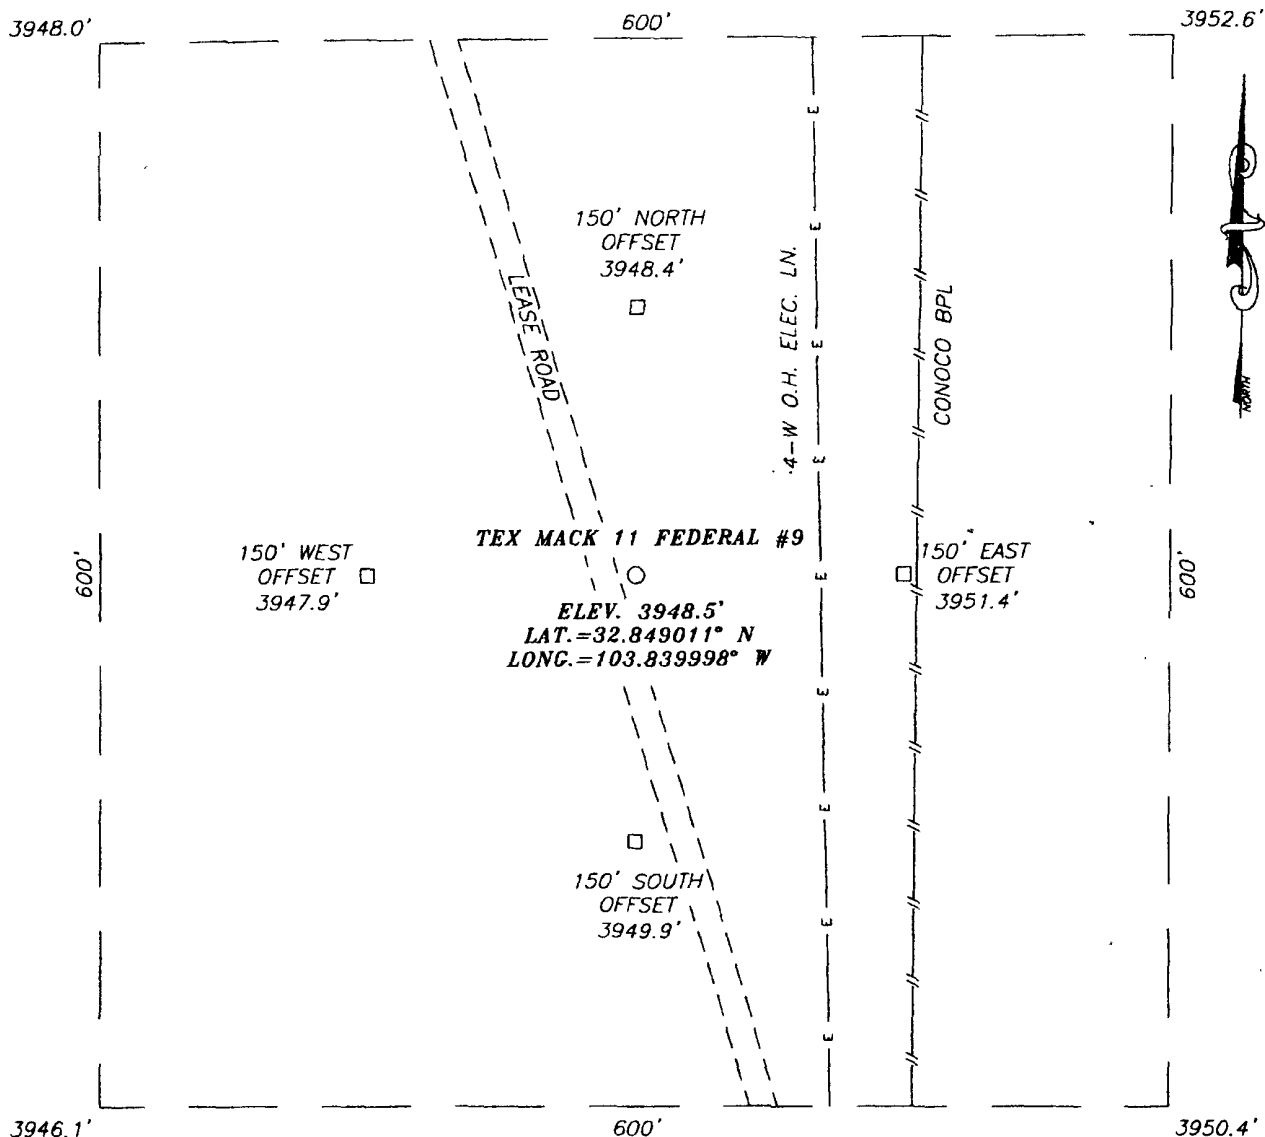 3948.0'
600'
3952.6'
150' NORTH
OFFSET
3948.4'
LEASE ROAD
4-W O.H. ELEC. LN.
CONOCO BPL
E
E
E
E
E
E
E
E
E
NORTH
TEX MACK 11 FEDERAL #9
600'
150' WEST
OFFSET
3947.9'
150' EAST
OFFSET
3951.4'
600'
ELEV. 3948.5'
LAT.=32.849011° N
LONG.=103.839998° W
150' SOUTH
OFFSET
3949.9'
3946.1'
600'
3950.4'